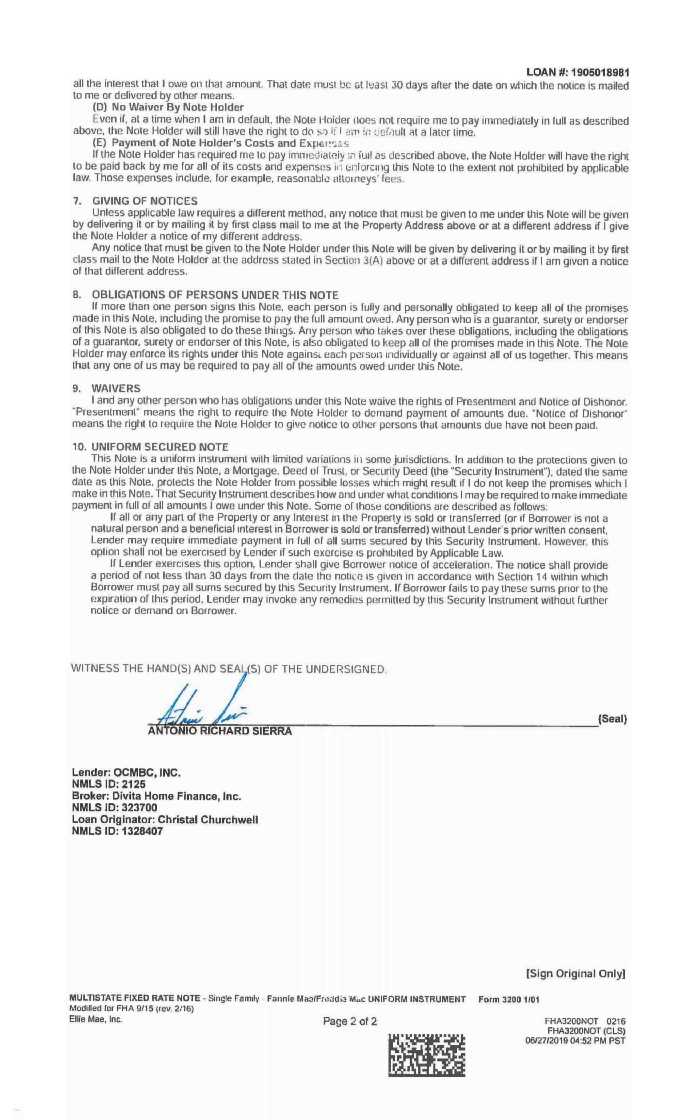 LOAN #: 1905018981
all the interest that I owe on that amount. That date must be at least 30 days after the date on which the notice is mailed
to me or delivered by other means.
(D) No Waiver By Note Holder
Even if, at a time when I am in default, the Note Holder does not require me to pay immediately in full as described
above, the Note Holder will still have the right to do so if I am in default at a later time.
(E) Payment of Note Holder's Costs and Expenses
If the Note Holder has required me to pay immediately in full as described above, the Note Holder will have the right
to be paid back by me for all of its costs and expenses in enforcing this Note to the extent not prohibited by applicable
law. Those expenses include, for example, reasonable attorneys' fees.
7. GIVING OF NOTICES
Unless applicable law requires a different method, any notice that must be given to me under this Note will be given
by delivering it or by mailing it by first class mail to me at the Property Address above or at a different address if I give
the Note Holder a notice of my different address.
Any notice that must be given to the Note Holder under this Note will be given by delivering it or by mailing it by first
class mail to the Note Holder at the address stated in Section 3(A) above or at a different address if I am given a notice
of that different address.
8. OBLIGATIONS OF PERSONS UNDER THIS NOTE
If more than one person signs this Note, each person is fully and personally obligated to keep all of the promises
made in this Note, including the promise to pay the full amount owed. Any person who is a guarantor, surety or endorser
of this Note is also obligated to do these things. Any person who takes over these obligations, including the obligations
of a guarantor, surety or endorser of this Note, is also obligated to keep all of the promises made in this Note. The Note
Holder may enforce its rights under this Note against each person individually or against all of us together. This means
that any one of us may be required to pay all of the amounts owed under this Note.
9. WAIVERS
I and any other person who has obligations under this Note waive the rights of Presentment and Notice of Dishonor.
"Presentment" means the right to require the Note Holder to demand payment of amounts due. "Notice of Dishonor"
means the right to require the Note Holder to give notice to other persons that amounts due have not been paid.
10. UNIFORM SECURED NOTE
This Note is a uniform instrument with limited variations in some jurisdictions. In addition to the protections given to
the Note Holder under this Note, a Mortgage, Deed of Trust, or Security Deed (the "Security Instrument"), dated the same
date as this Note, protects the Note Holder from possible losses which might result if I do not keep the promises which I
make in this Note. That Security Instrument describes how and under what conditions I may be required to make immediate
payment in full of all amounts I owe under this Note. Some of those conditions are described as follows:
If all or any part of the Property or any Interest in the Property is sold or transferred (or if Borrower is not a
natural person and a beneficial interest in Borrower is sold or transferred) without Lender's prior written consent,
Lender may require immediate payment in full of all sums secured by this Security Instrument. However, this
option shall not be exercised by Lender if such exercise is prohibited by Applicable Law.
If Lender exercises this option, Lender shall give Borrower notice of acceleration. The notice shall provide
a period of not less than 30 days from the date the notice is given in accordance with Section 14 within which
Borrower must pay all sums secured by this Security Instrument. If Borrower fails to pay these sums prior to the
expiration of this period, Lender may invoke any remedies permitted by this Security Instrument without further
notice or demand on Borrower.
WITNESS THE HAND(S) AND SEAL(S) OF THE UNDERSIGNED.
(Seal)
ANTONIO RICHARD SIERRA
Lender: OCMBC, INC.
NMLS ID: 2125
Broker: Divita Home Finance, Inc.
NMLS ID: 323700
Loan Originator: Christal Churchwell
NMLS ID: 1328407
[Sign Original Only]
MULTISTATE FIXED RATE NOTE - Single Family - Fannie Mae/Freddie Mac UNIFORM INSTRUMENT Form 3200 1/01
Modified for FHA 9/15 (rev. 2/16)
Ellie Mae, Inc.
Page 2 of 2
FHA3200NOT 0216
FHA3200NOT (CLS)
06/27/2019 04:52 PM PST